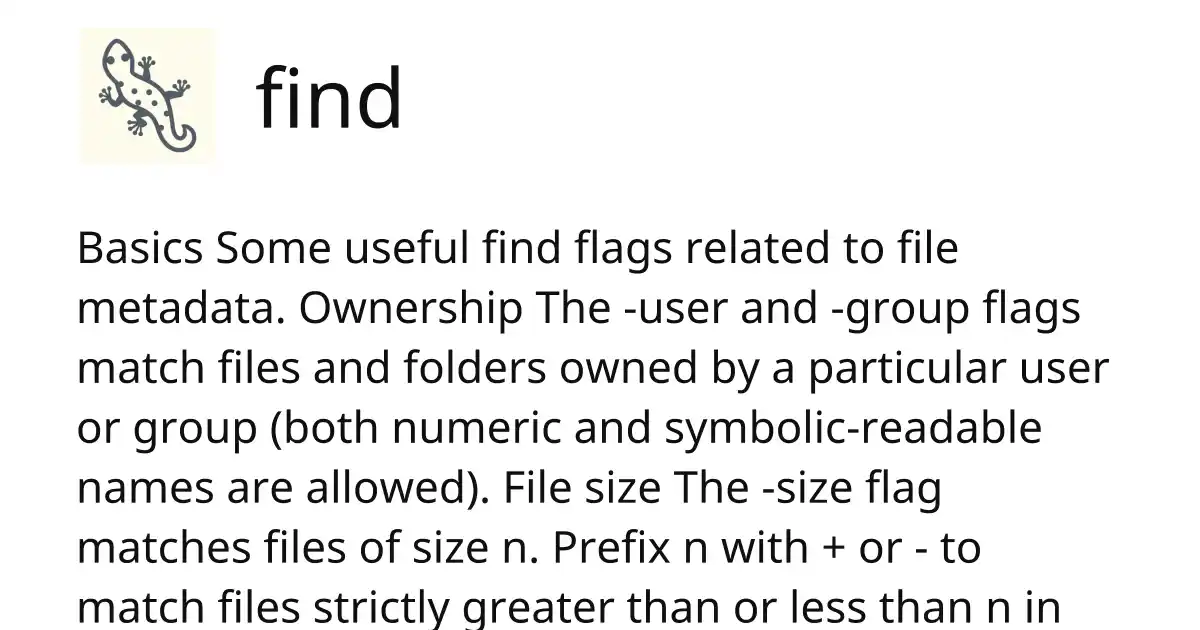 find
Basics Some useful find flags related to file
metadata. Ownership The -user and -group flags
match files and folders owned by a particular user
or group (both numeric and symbolic-readable
names are allowed). File size The -size flag
matches files of size n. Prefix n with + or - to
match files strictly greater than or less than n in